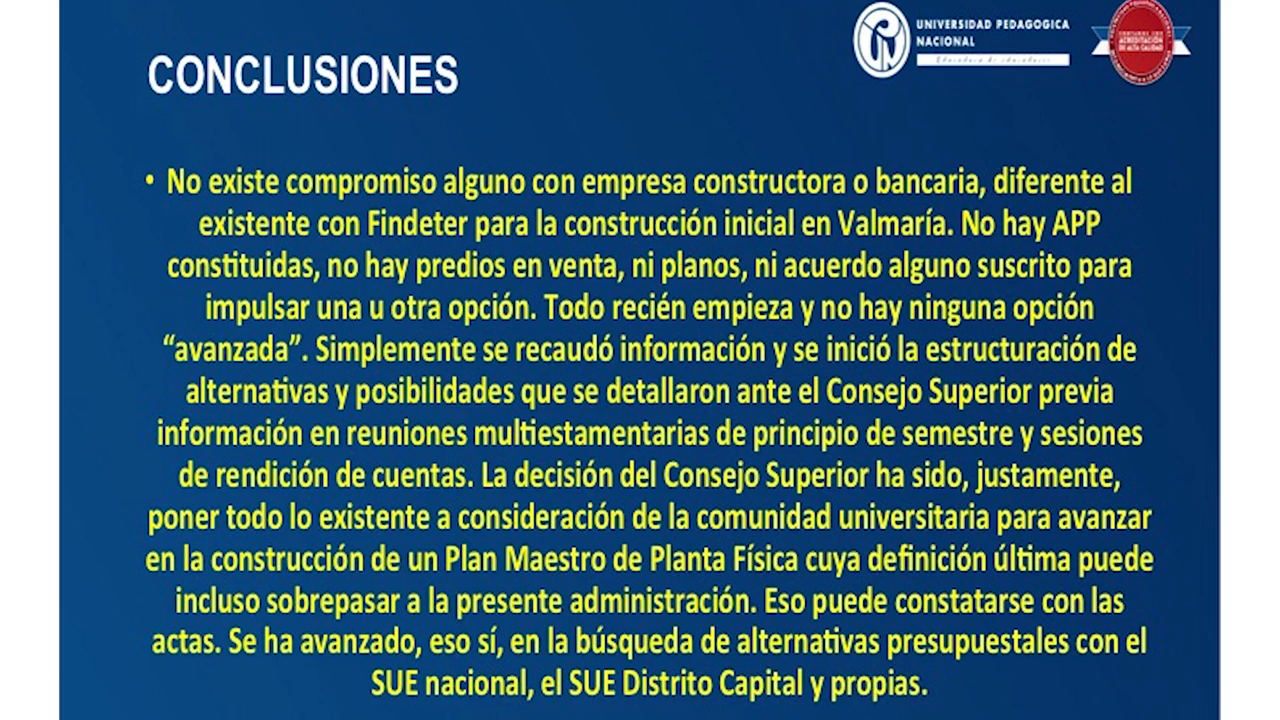 UNIVERSIDAD PEDAGOGICA
NACIONAL
Educadora de educadores
ACREDITACIÓN
DE ALTA CALIDAD
CONCLUSIONES
• No existe compromiso alguno con empresa constructora o bancaria, diferente al
existente con Findeter para la construcción inicial en Valmaría. No hay APP
constituidas, no hay predios en venta, ni planos, ni acuerdo alguno suscrito para
impulsar una u otra opción. Todo recién empieza y no hay ninguna opción
“avanzada”. Simplemente se recaudó información y se inició la estructuración de
alternativas y posibilidades que se detallaron ante el Consejo Superior previa
información en reuniones multiestamentarias de principio de semestre y sesiones
de rendición de cuentas. La decisión del Consejo Superior ha sido, justamente,
poner todo lo existente a consideración de la comunidad universitaria para avanzar
en la construcción de un Plan Maestro de Planta Física cuya definición última puede
incluso sobrepasar a la presente administración. Eso puede constatarse con las
actas. Se ha avanzado, eso sí, en la búsqueda de alternativas presupuestales con el
SUE nacional, el SUE Distrito Capital y propias.